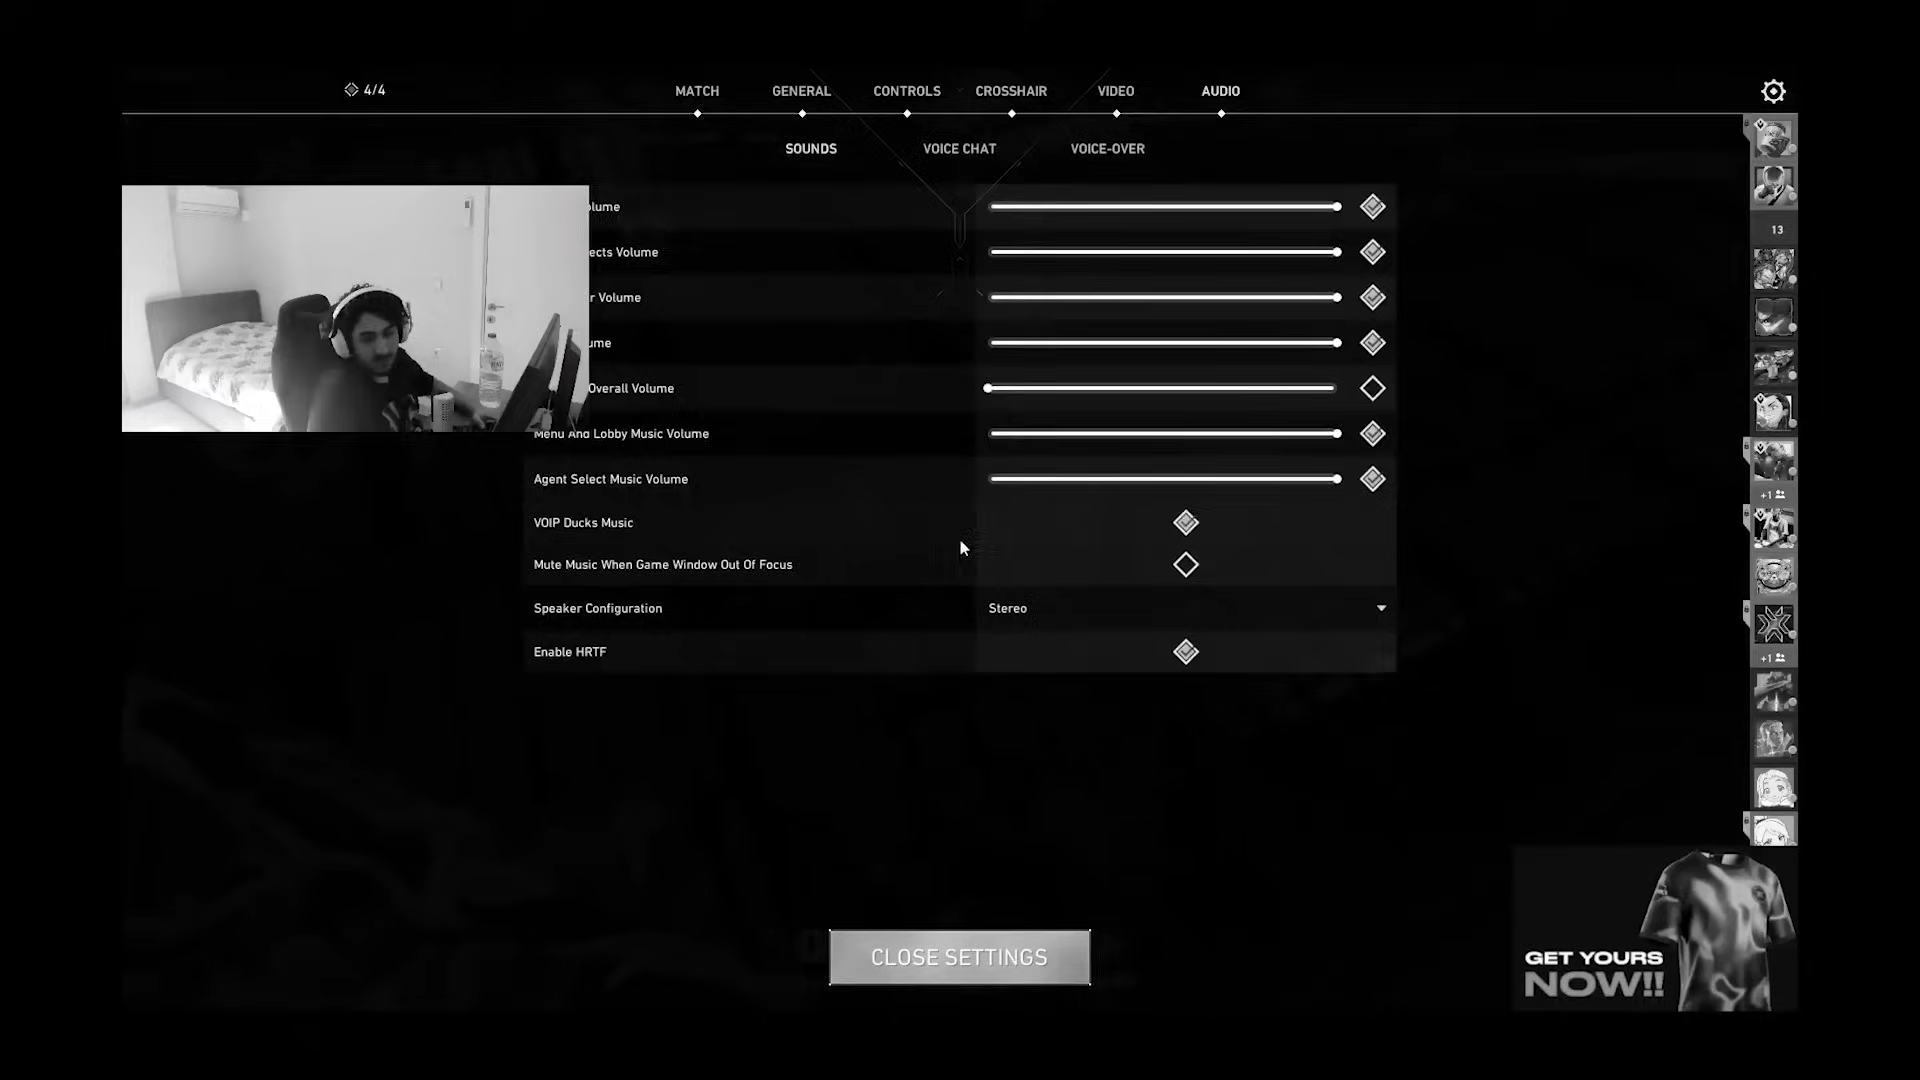 4/4
MATCH GENERAL CONTROLS CROSSHAIR VIDEO AUDIO
SOUNDS VOICE CHAT VOICE-OVER
Volume
13
Overall Volume
Menu And Lobby Music Volume
Agent Select Music Volume
+1
VOIP Ducks Music
Mute Music When Game Window Out Of Focus
Speaker Configuration Stereo
Enable HRTF
+1
CLOSE SETTINGS
GET YOURS
NOW!!